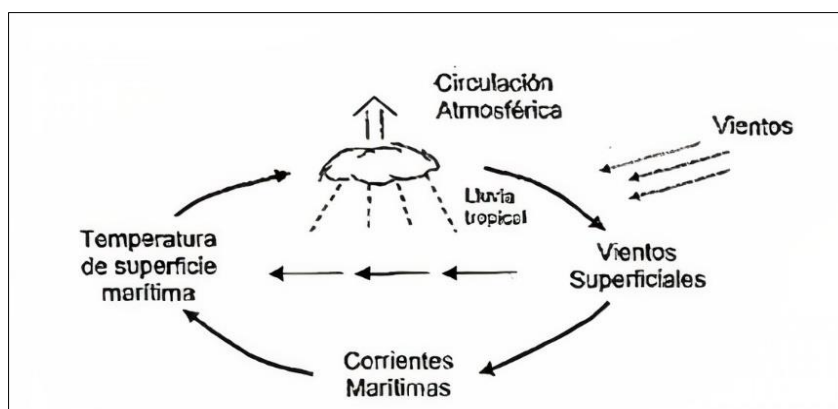 Circulación
Atmosférica
Vientos
Lluvia
tropical
Temperatura
de superficie
marítima
Vientos
Superficiales
Corrientes
Marítimas